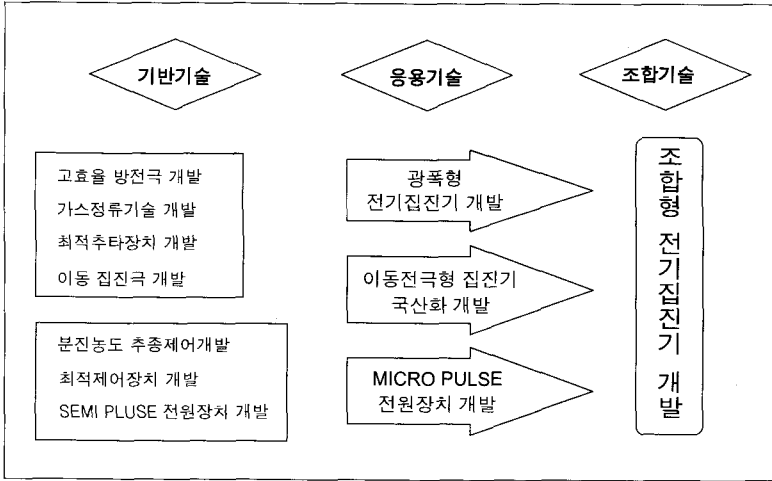 기반기술
응용기술
조합기술
고효율 방전극 개발
가스정류기술 개발
최적추타장치 개발
이동 집진극 개발
분진농도 추종제어개발
최적제어장치 개발
SEMI PLUSE 전원장치 개발
광폭형
전기집진기 개발
이동전극형 집진기
국산화 개발
MICRO PULSE
전원장치 개발
조합형 전기집진기 개발